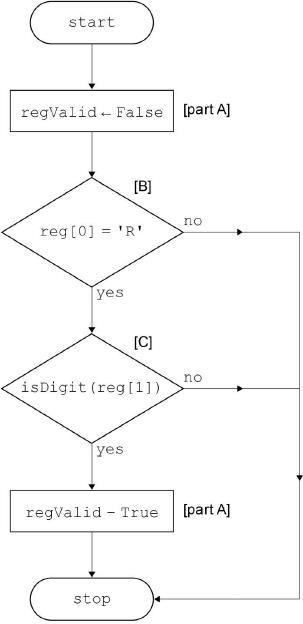 start
regValid ← False [part A]
[B]
reg[0] = 'R'
no
yes
[C]
isDigit(reg[1])
no
yes
regValid – True [part A]
stop